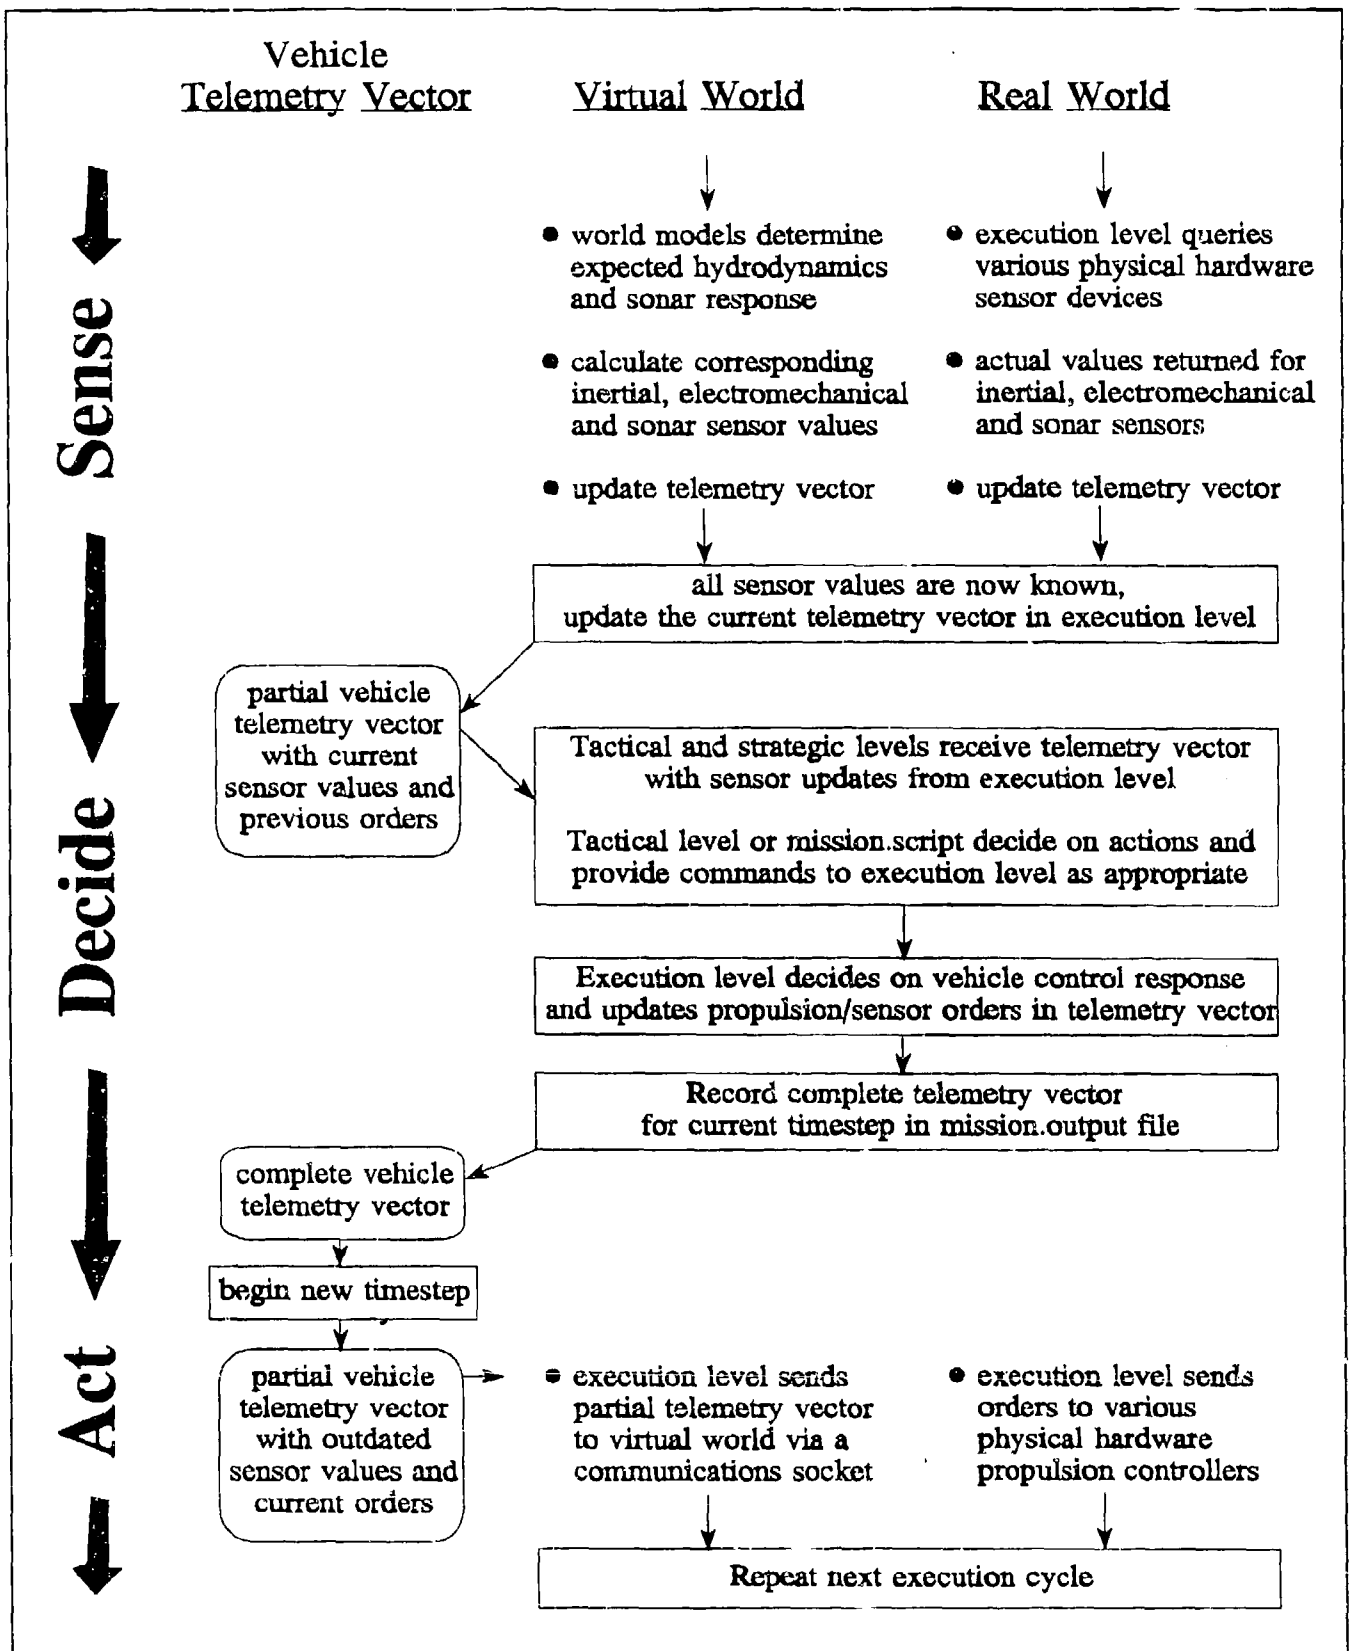 Vehicle
Telemetry Vector
Virtual World
Real World
Sense
world models determine
expected hydrodynamics
and sonar response
calculate corresponding
inertial, electromechanical
and sonar sensor values
update telemetry vector
execution level queries
various physical hardware
sensor devices
actual values returned for
inertial, electromechanical
and sonar sensors
update telemetry vector
all sensor values are now known,
update the current telemetry vector in execution level
Decide
partial vehicle
telemetry vector
with current
sensor values and
previous orders
Tactical and strategic levels receive telemetry vector
with sensor updates from execution level
Tactical level or mission.script decide on actions and
provide commands to execution level as appropriate
Execution level decides on vehicle control response
and updates propulsion/sensor orders in telemetry vector
Record complete telemetry vector
for current timestep in mission.output file
complete vehicle
telemetry vector
begin new timestep
Act
partial vehicle
telemetry vector
with outdated
sensor values and
current orders
execution level sends
partial telemetry vector
to virtual world via a
communications socket
execution level sends
orders to various
physical hardware
propulsion controllers
Repeat next execution cycle